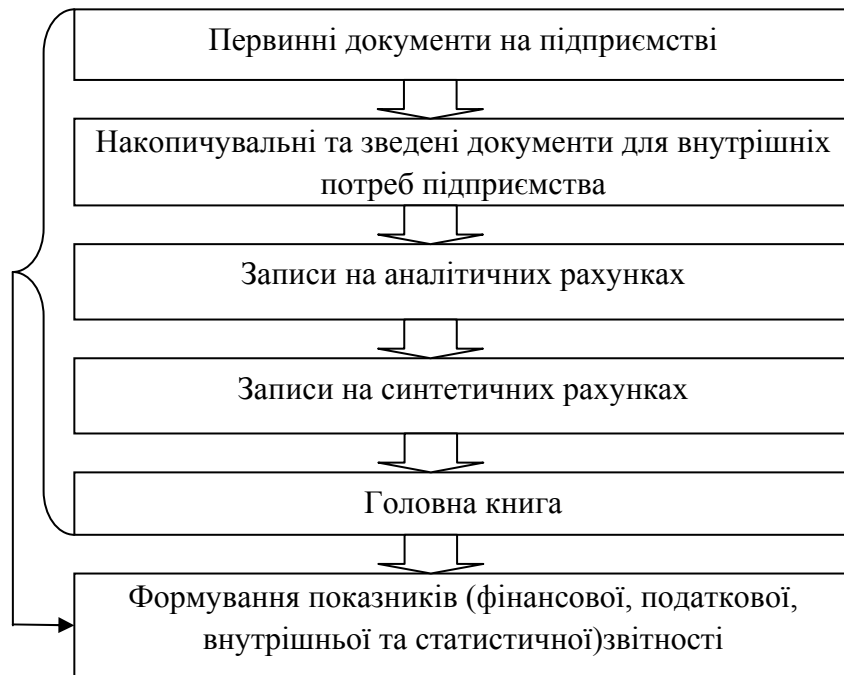 Первинні документи на підприємстві
Накопичувальні та зведені документи для внутрішніх
потреб підприємства
Записи на аналітичних рахунках
Записи на синтетичних рахунках
Головна книга
Формування показників (фінансової, податкової,
внутрішньої та статистичної)звітності